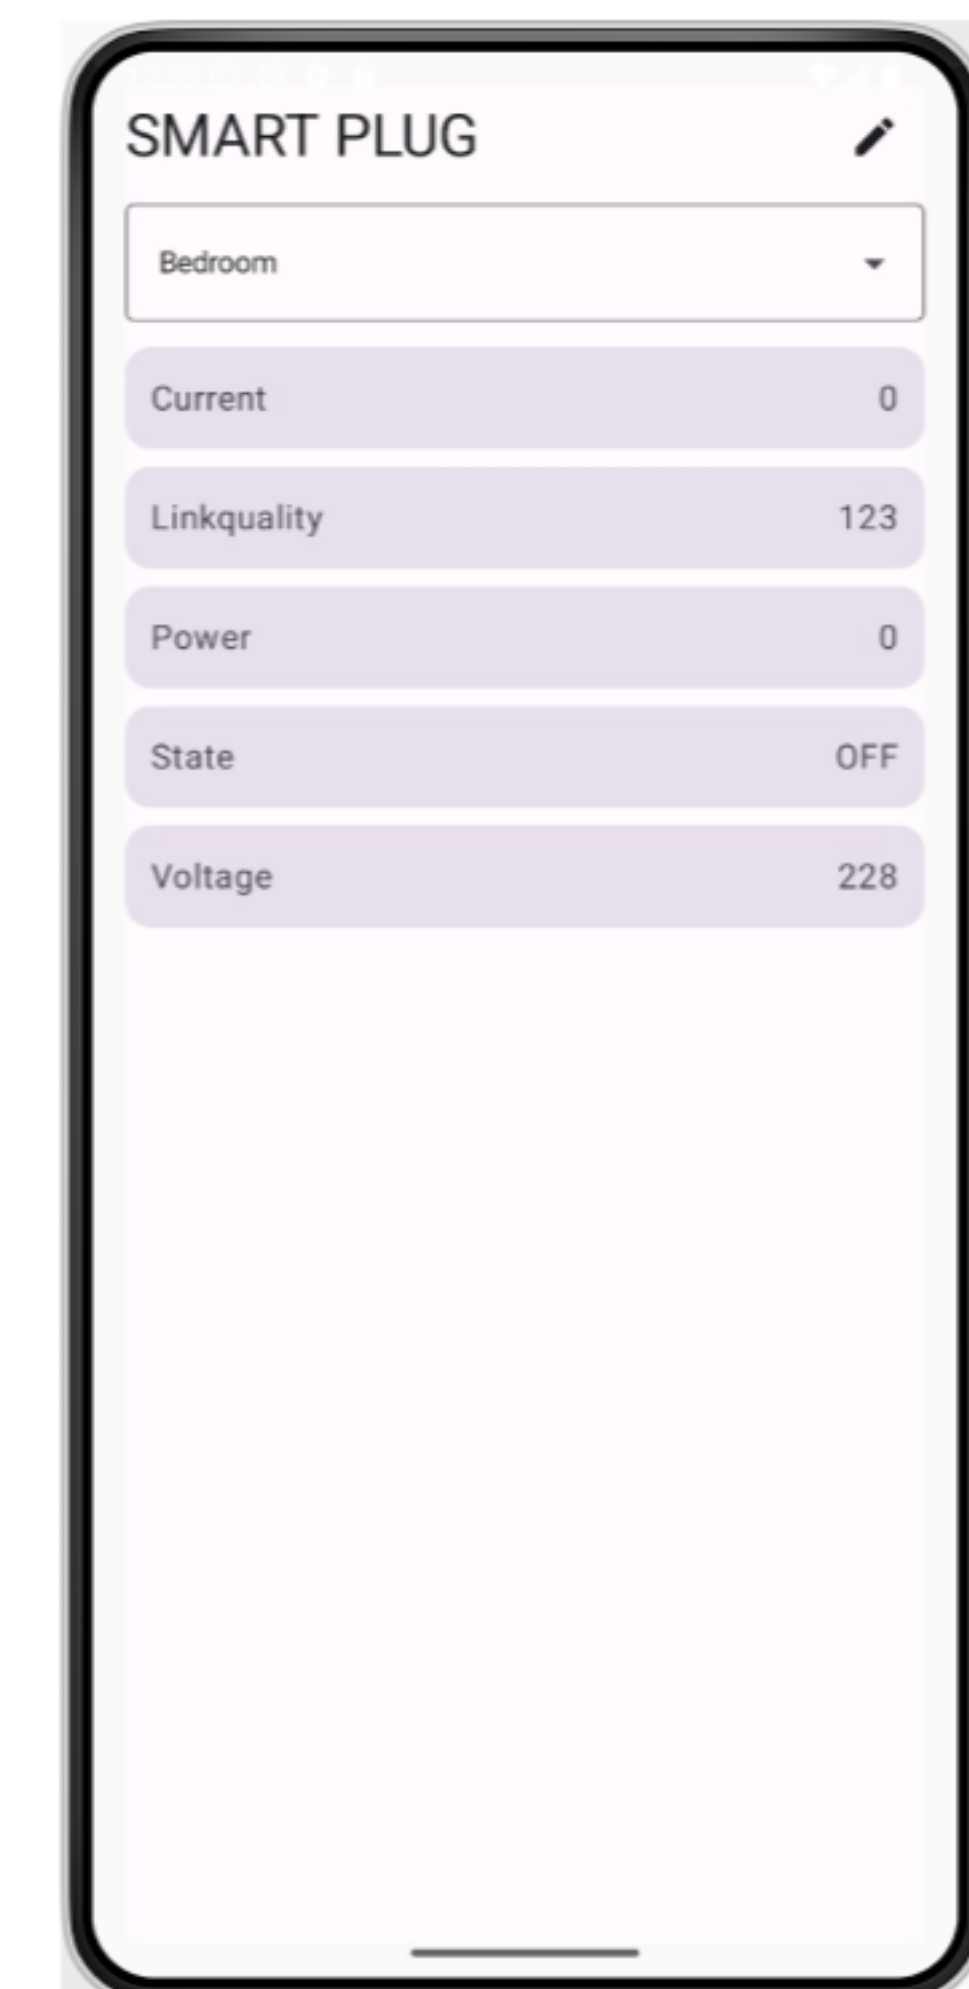 SMART PLUG
Bedroom
Current 0
Linkquality 123
Power 0
State OFF
Voltage 228